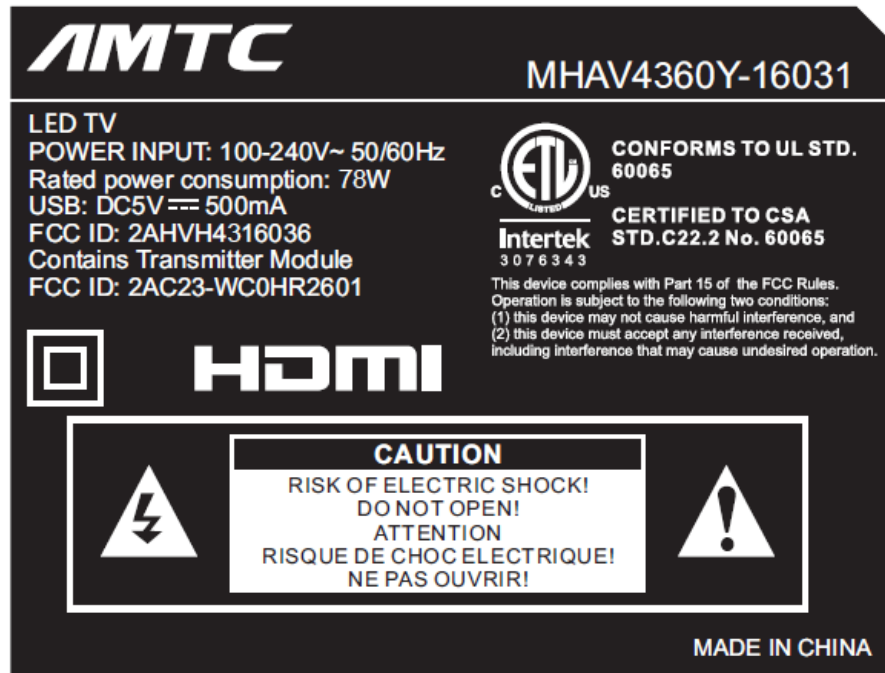 AMTC
MHAV4360Y-16031
LED TV
POWER INPUT: 100-240V~ 50/60Hz
Rated power consumption: 78W
USB: DC5V⎓500mA
FCC ID: 2AHVH4316036
Contains Transmitter Module
FCC ID: 2AC23-WC0HR2601
ETL
LISTED
C
US
Intertek
3076343
CONFORMS TO UL STD.
60065
CERTIFIED TO CSA
STD.C22.2 No. 60065
This device complies with Part 15 of the FCC Rules.
Operation is subject to the following two conditions:
(1) this device may not cause harmful interference, and
(2) this device must accept any interference received,
including interference that may cause undesired operation.
HDMI
CAUTION
RISK OF ELECTRIC SHOCK!
DO NOT OPEN!
ATTENTION
RISQUE DE CHOC ELECTRIQUE!
NE PAS OUVRIR!
MADE IN CHINA